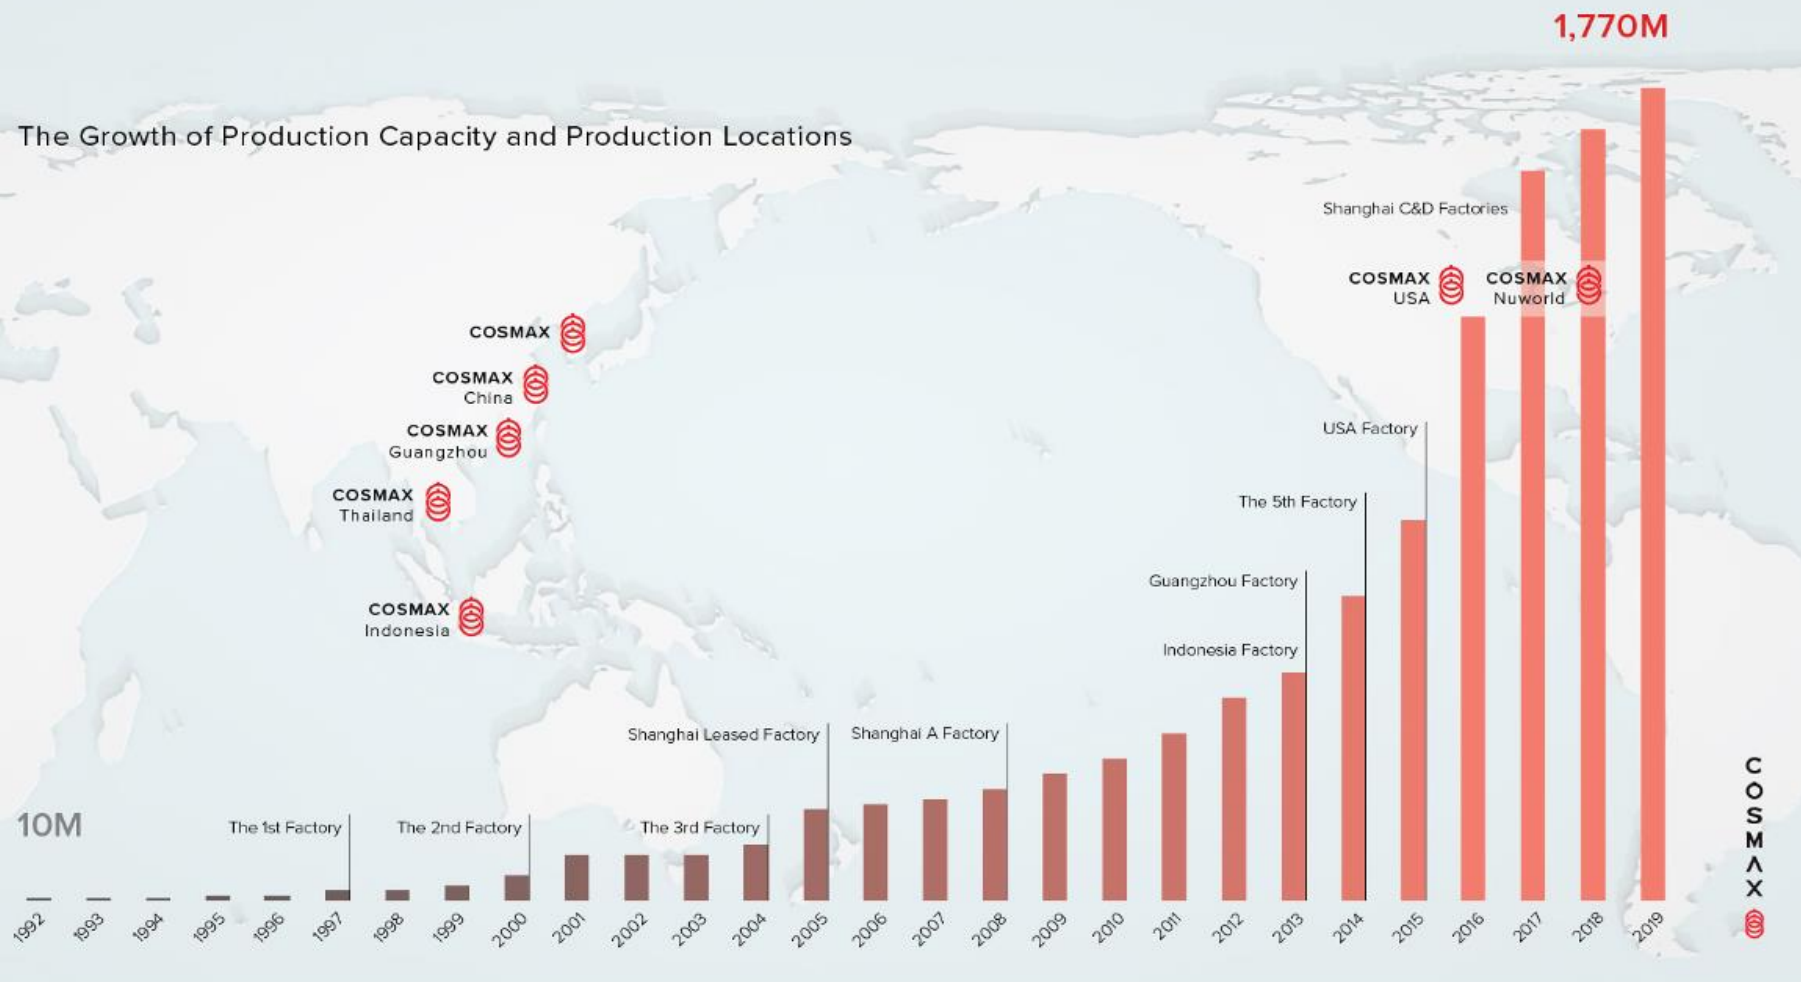 1,770M
The Growth of Production Capacity and Production Locations
Shanghai C&D Factories
COSMAX
USA
COSMAX
Nuworld
COSMAX
COSMAX
China
COSMAX
Guangzhou
COSMAX
Thailand
COSMAX
Indonesia
USA Factory
The 5th Factory
Guangzhou Factory
Indonesia Factory
Shanghai Leased Factory
Shanghai A Factory
10M
The 1st Factory
The 2nd Factory
The 3rd Factory
COSMAX
1992
1993
1994
1995
1996
1997
1998
1999
2000
2001
2002
2003
2004
2005
2006
2007
2008
2009
2010
2011
2012
2013
2014
2015
2016
2017
2018
2019